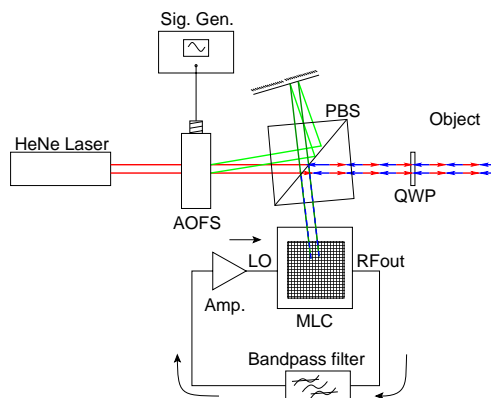 Sig. Gen.
PBS
Object
HeNe Laser
QWP
AOFS
LO
RFout
Amp.
MLC
Bandpass filter